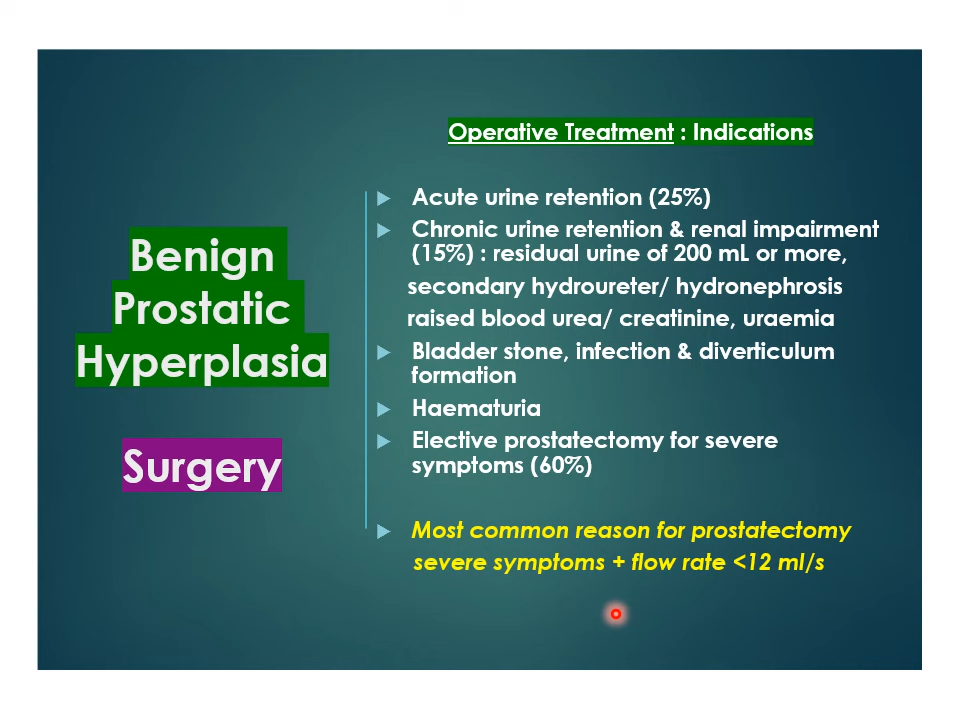 Benign
Prostatic
Hyperplasia
Surgery
Operative Treatment : Indications
Acute urine retention (25%)
Chronic urine retention & renal impairment
(15%) : residual urine of 200 mL or more,
secondary hydroureter/ hydronephrosis
raised blood urea/ creatinine, uraemia
Bladder stone, infection & diverticulum
formation
Haematuria
Elective prostatectomy for severe
symptoms (60%)
Most common reason for prostatectomy
severe symptoms + flow rate <12 ml/s